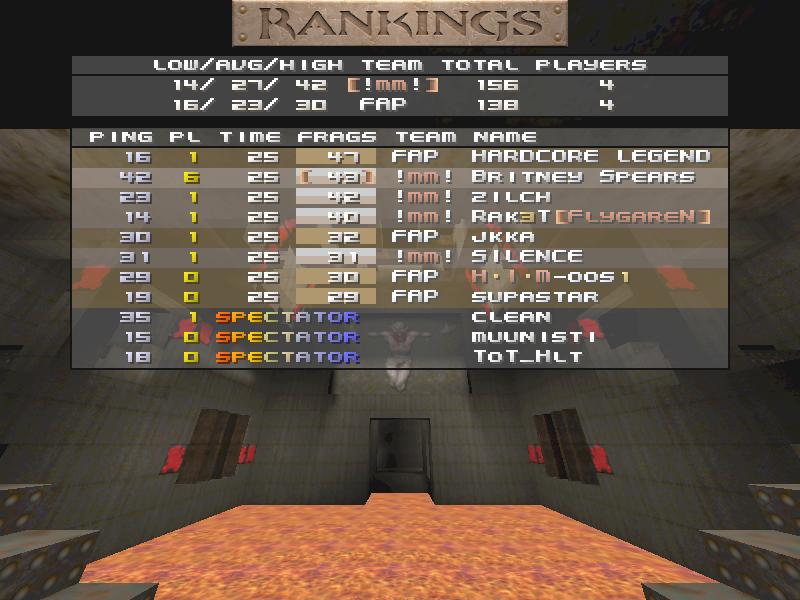 RANKINGS
LOW/AVG/HIGH TEAM TOTAL PLAYERS
14/ 27/ 42 [!mm!] 156 4
16/ 23/ 30 FAP 138 4
PING PL TIME FRAGS TEAM NAME
16 1 25 47 FAP HARDCORE LEGEND
42 6 25 [ 43] !mm! BRITNEY SPEARS
23 1 25 42 !mm! ZILCH
14 1 25 40 !mm! RAK3T[FLYGAREN]
30 1 25 32 FAP JKKA
31 1 25 31 !mm! SILENCE
29 0 25 30 FAP H·I·M-00S1
19 0 25 29 FAP SUPASTAR
35 1 SPECTATOR CLEAN
15 0 SPECTATOR MUUNISTI
18 0 SPECTATOR TOT_HLT